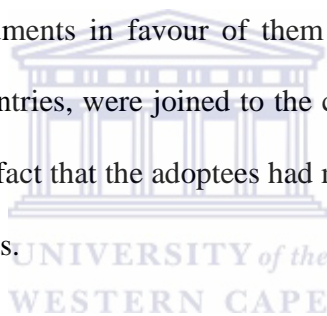 uments in favour of them
ntries, were joined to the c
fact that the adoptees had r
s.
UNIVERSITY of the
WESTERN CAPE